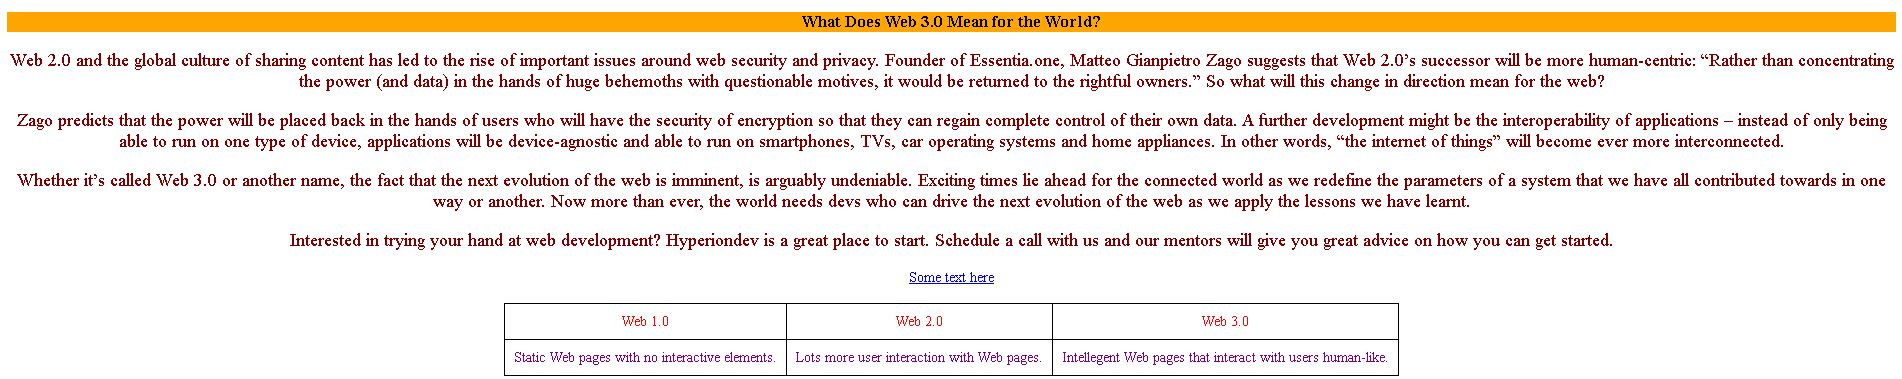 What Does Web 3.0 Mean for the World?
Web 2.0 and the global culture of sharing content has led to the rise of important issues around web security and privacy. Founder of Essentia.one, Matteo Gianpietro Zago suggests that Web 2.0’s successor will be more human-centric: “Rather than concentrating
the power (and data) in the hands of huge behemoths with questionable motives, it would be returned to the rightful owners.” So what will this change in direction mean for the web?
Zago predicts that the power will be placed back in the hands of users who will have the security of encryption so that they can regain complete control of their own data. A further development might be the interoperability of applications – instead of only being
able to run on one type of device, applications will be device-agnostic and able to run on smartphones, TVs, car operating systems and home appliances. In other words, “the internet of things” will become ever more interconnected.
Whether it’s called Web 3.0 or another name, the fact that the next evolution of the web is imminent, is arguably undeniable. Exciting times lie ahead for the connected world as we redefine the parameters of a system that we have all contributed towards in one
way or another. Now more than ever, the world needs devs who can drive the next evolution of the web as we apply the lessons we have learnt.
Interested in trying your hand at web development? Hyperiondev is a great place to start. Schedule a call with us and our mentors will give you great advice on how you can get started.
Some text here
Web 1.0 Web 2.0 Web 3.0
Static Web pages with no interactive elements. Lots more user interaction with Web pages. Intellegent Web pages that interact with users human-like.